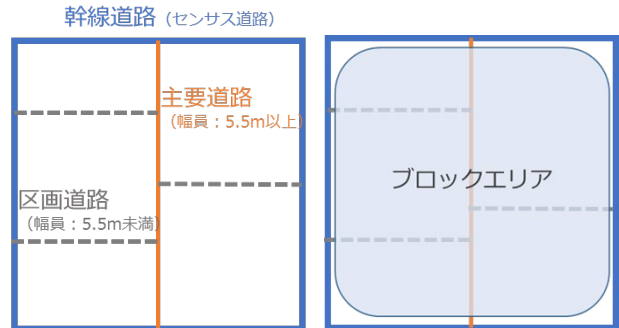 幹線道路（センサス道路）
主要道路
（幅員：5.5m以上）
区画道路
（幅員：5.5m未満）
ブロックエリア